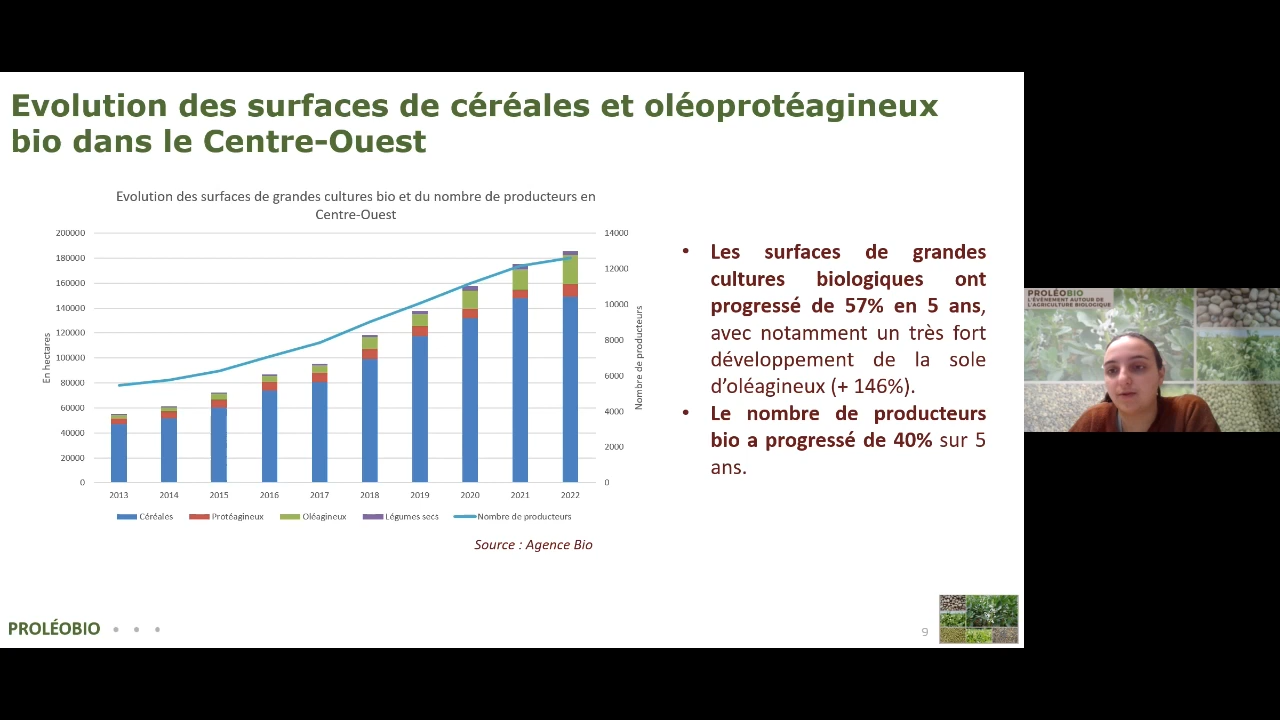 Evolution des surfaces de céréales et oléoprotéagineux
bio dans le Centre-Ouest
Evolution des surfaces de grandes cultures bio et du nombre de producteurs en
Centre-Ouest
200000
180000
160000
140000
120000
100000
80000
60000
40000
20000
0
En hectares
14000
12000
10000
8000
6000
4000
2000
0
Nombre de producteurs
2013 2014 2015 2016 2017 2018 2019 2020 2021 2022
Céréales Protéagineux Oléagineux Légumes secs Nombre de producteurs
Source : Agence Bio
• Les surfaces de grandes
cultures biologiques ont
progressé de 57% en 5 ans,
avec notamment un très fort
développement de la sole
d'oléagineux (+ 146%).
• Le nombre de producteurs
bio a progressé de 40% sur 5
ans.
PROLÉOBIO
9
PROLÉOBIO
L'ÉVÉNEMENT AUTOUR DE
L'AGRICULTURE BIOLOGIQUE